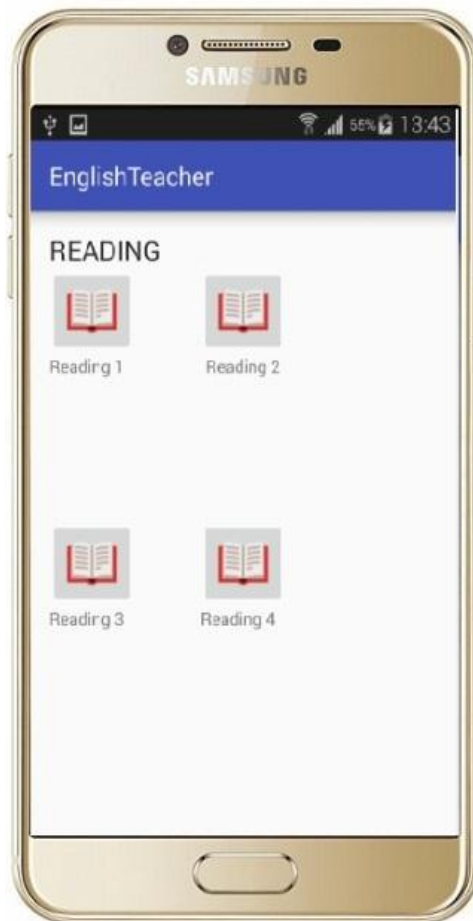 SAMSUNG
55% 13:43
EnglishTeacher
READING
Reading 1 Reading 2
Reading 3 Reading 4